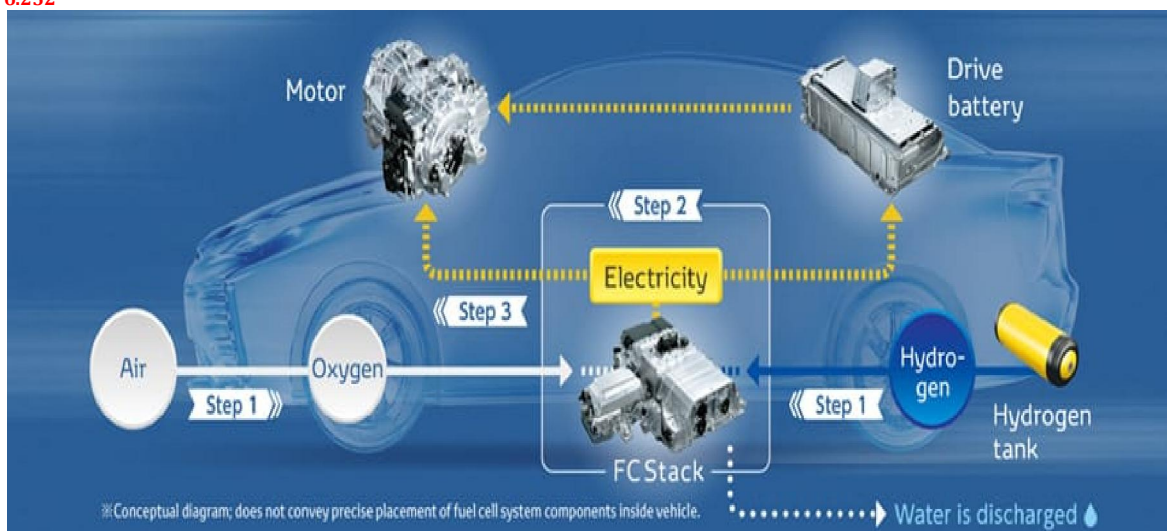 Motor
Drive
battery
Step 2
Electricity
Step 3
Air
Oxygen
Hydro-
gen
Step 1
Step 1
Hydrogen
tank
FC Stack
※Conceptual diagram; does not convey precise placement of fuel cell system components inside vehicle.
Water is discharged